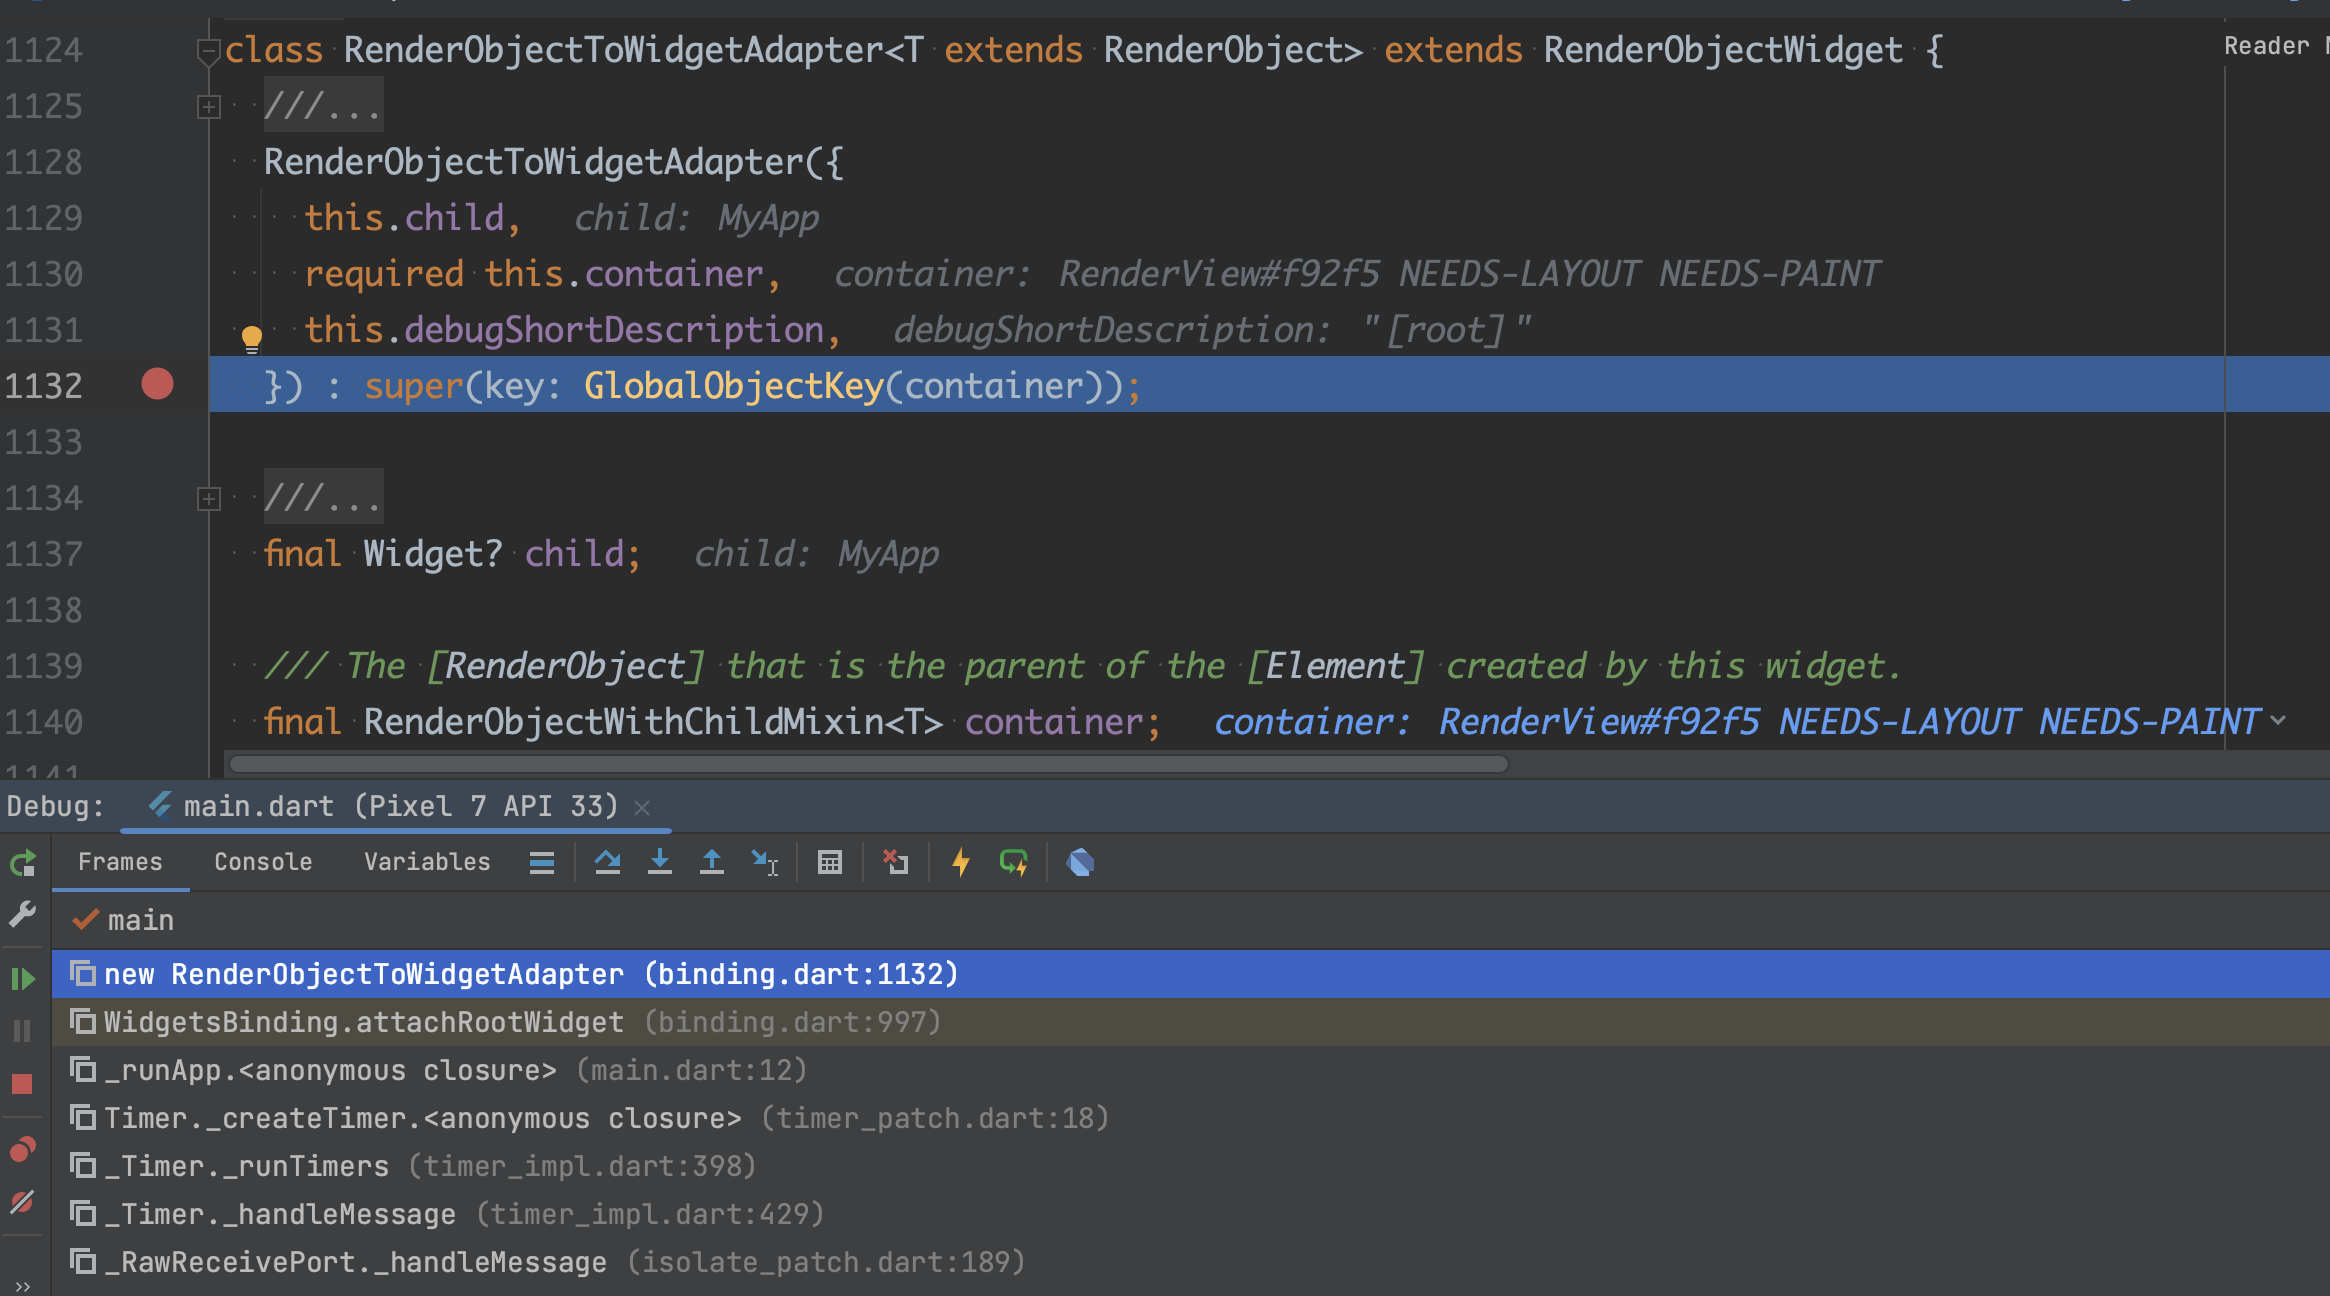 1124 class RenderObjectToWidgetAdapter<T extends RenderObject> extends RenderObjectWidget {
Reader
1125 ///...
1128 RenderObjectToWidgetAdapter({
1129 this.child, child: MyApp
1130 required this.container, container: RenderView#f92f5 NEEDS-LAYOUT NEEDS-PAINT
1131 this.debugShortDescription, debugShortDescription: "[root]"
1132 }) : super(key: GlobalObjectKey(container));
1133
1134 ///...
1137 final Widget? child; child: MyApp
1138
1139 /// The [RenderObject] that is the parent of the [Element] created by this widget.
1140 final RenderObjectWithChildMixin<T> container; container: RenderView#f92f5 NEEDS-LAYOUT NEEDS-PAINT
1141
Debug: main.dart (Pixel 7 API 33)
Frames Console Variables
main
new RenderObjectToWidgetAdapter (binding.dart:1132)
WidgetsBinding.attachRootWidget (binding.dart:997)
_runApp.<anonymous closure> (main.dart:12)
Timer._createTimer.<anonymous closure> (timer_patch.dart:18)
_Timer._runTimers (timer_impl.dart:398)
_Timer._handleMessage (timer_impl.dart:429)
_RawReceivePort._handleMessage (isolate_patch.dart:189)